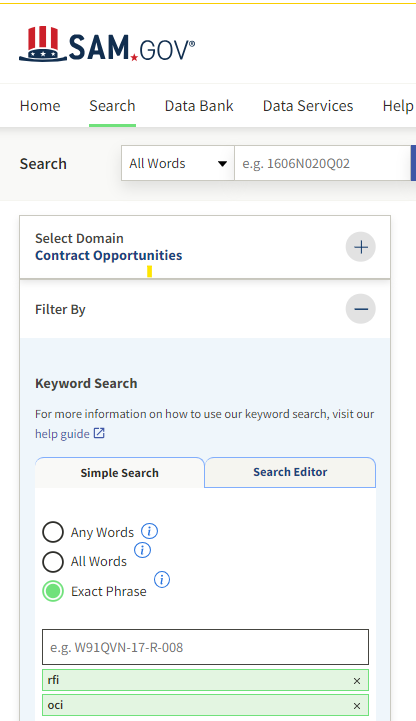 SAM.GOV®
Home Search Data Bank Data Services Help
Search All Words e.g. 1606N020Q02
Select Domain
Contract Opportunities
Filter By
Keyword Search
For more information on how to use our keyword search, visit our
help guide
Simple Search Search Editor
Any Words
All Words
Exact Phrase
e.g. W91QVN-17-R-008
rfi ×
oci ×